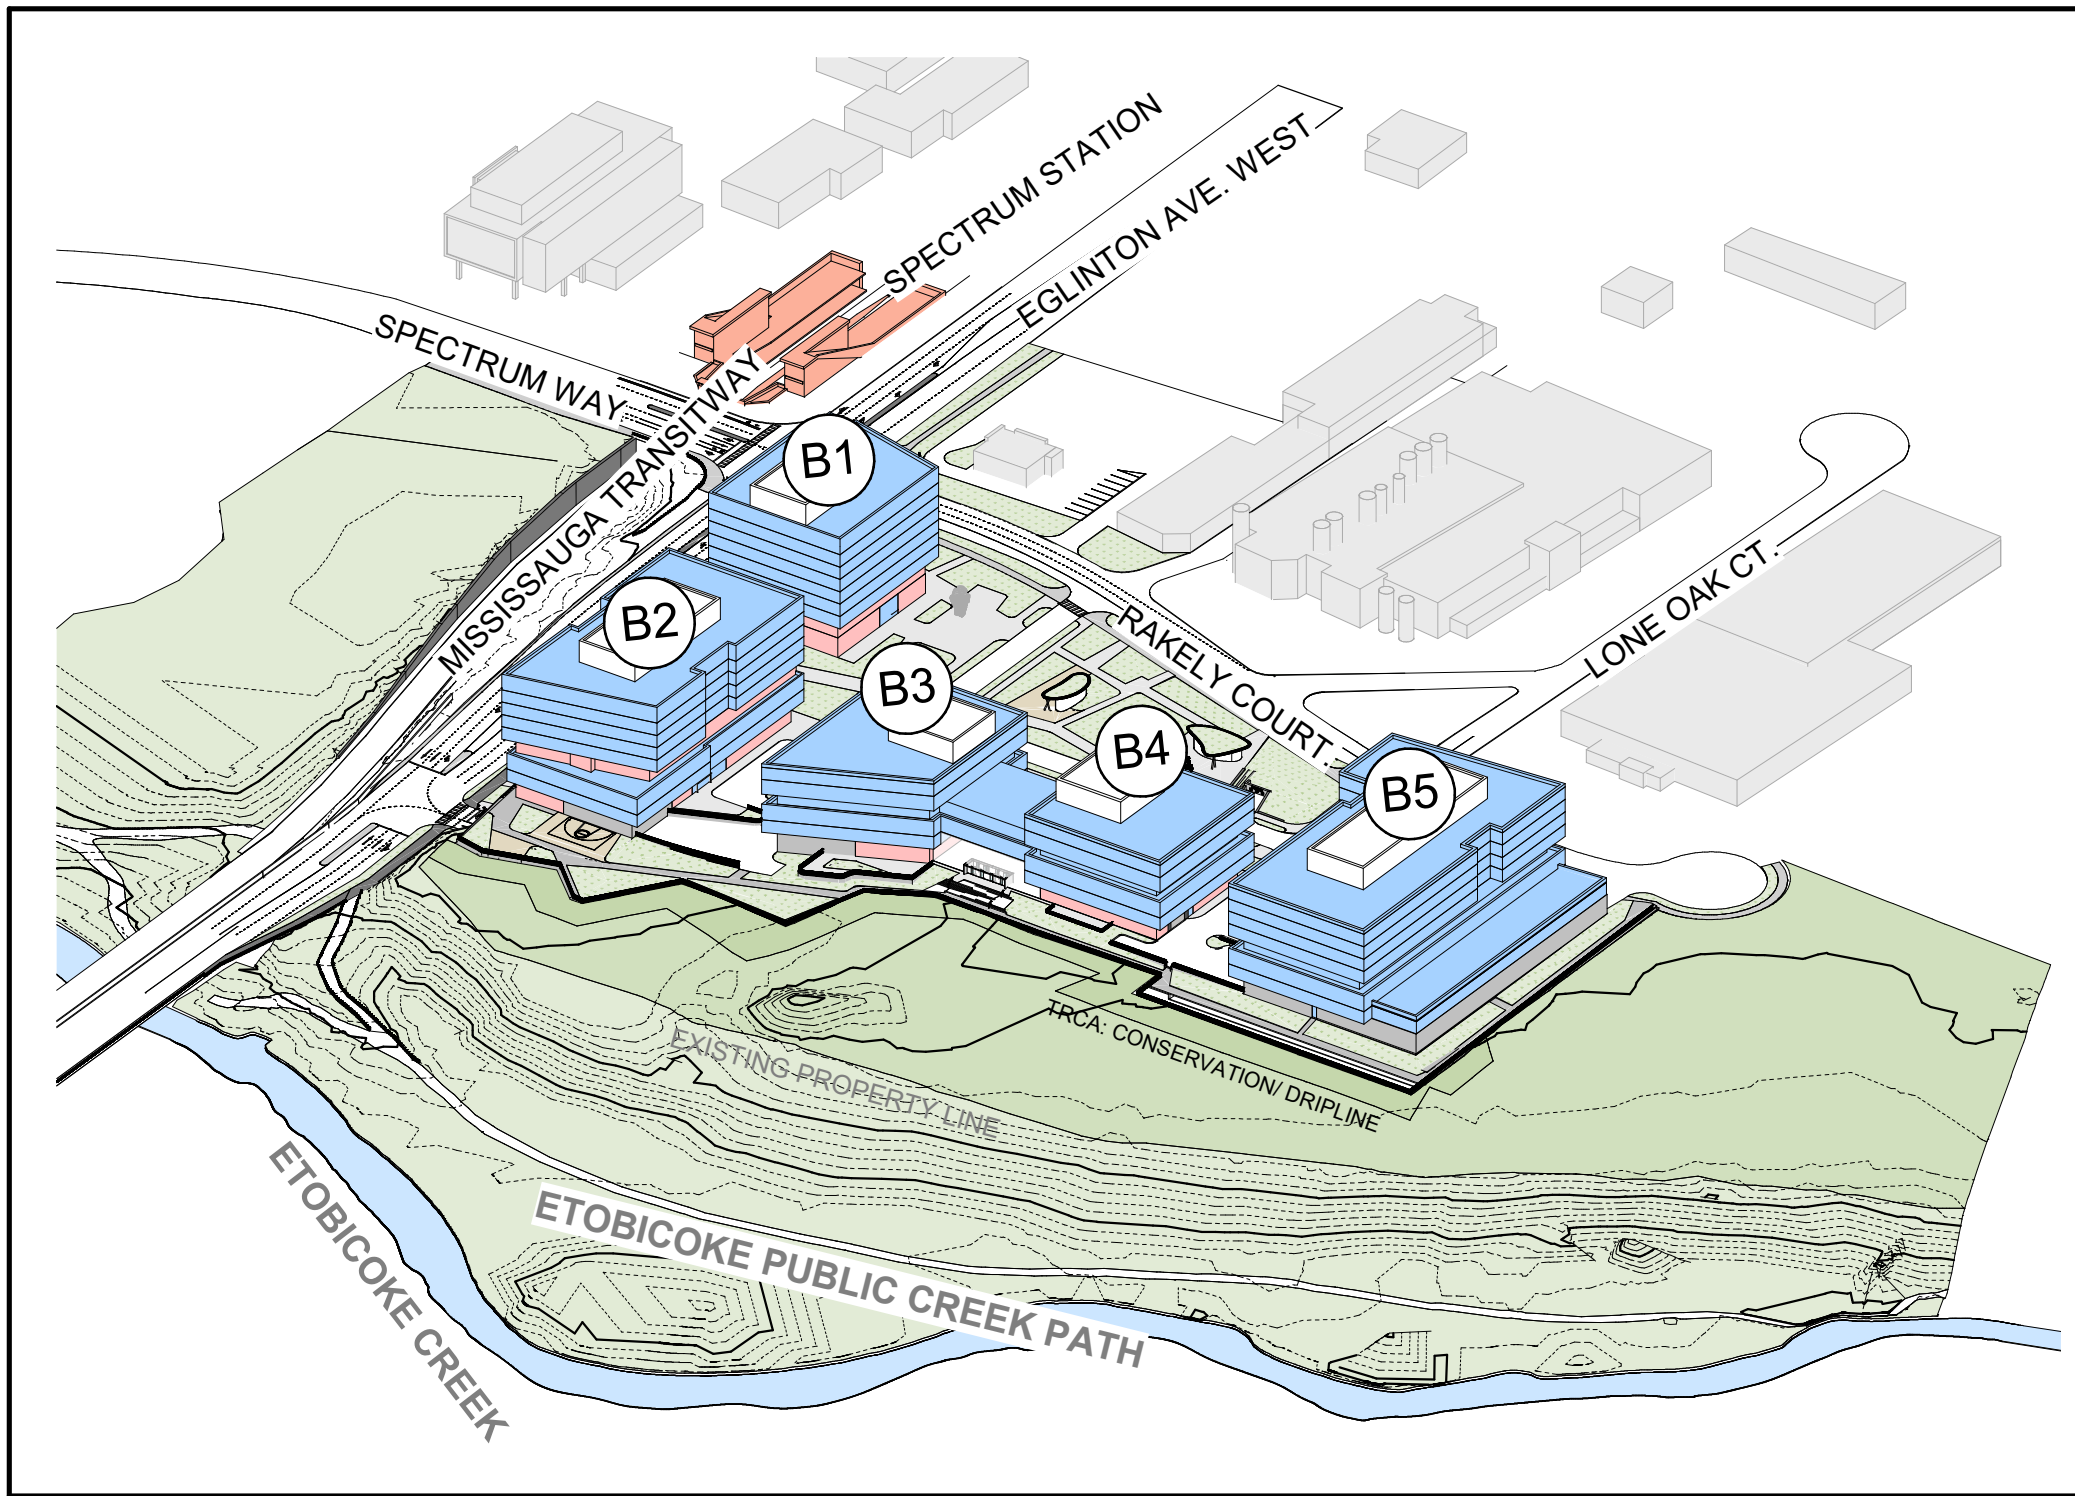 SPECTRUM STATION
EGLINTON AVE. WEST
SPECTRUM WAY
MISSISSAUGA TRANSITWAY
B1
B2
B3
B4
B5
RAKELY COURT.
LONE OAK CT.
TRCA: CONSERVATION/ DRIPLINE
EXISTING PROPERTY LINE
ETOBICOKE PUBLIC CREEK PATH
ETOBICOKE CREEK